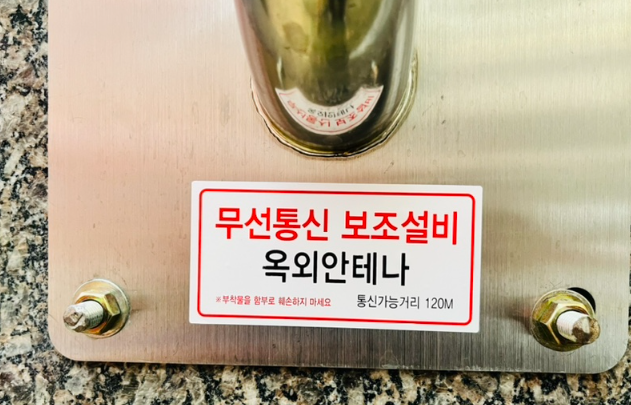 무선통신 보조설비
옥외안테나
※부착물을 함부로 훼손하지 마세요 통신가능거리 120M